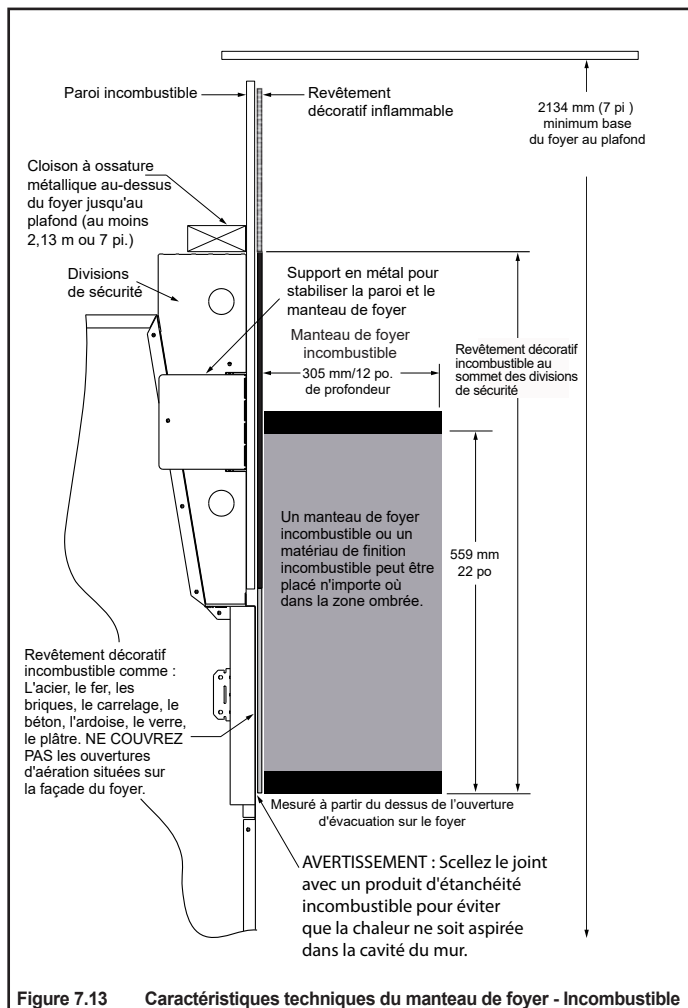 Paroi incombustible
Revêtement
décoratif inflammable
2134 mm (7 pi )
minimum base
du foyer au plafond
Cloison à ossature
métallique au-dessus
du foyer jusqu'au
plafond (au moins
2,13 m ou 7 pi.)
Divisions
de sécurité
Support en métal pour
stabiliser la paroi et le
manteau de foyer
Manteau de foyer
incombustible
305 mm/12 po.
de profondeur
Revêtement décoratif
incombustible au
sommet des divisions
de sécurité
Un manteau de foyer
incombustible ou un
matériau de finition
incombustible peut être
placé n'importe où
dans la zone ombrée.
559 mm
22 po
Revêtement décoratif
incombustible comme :
L'acier, le fer, les
briques, le carrelage, le
béton, l'ardoise, le verre,
le plâtre. NE COUVREZ
PAS les ouvertures
d'aération situées sur
la façade du foyer.
Mesuré à partir du dessus de l'ouverture
d'évacuation sur le foyer
AVERTISSEMENT : Scellez le joint
avec un produit d'étanchéité
incombustible pour éviter
que la chaleur ne soit aspirée
dans la cavité du mur.
Figure 7.13 Caractéristiques techniques du manteau de foyer - Incombustible